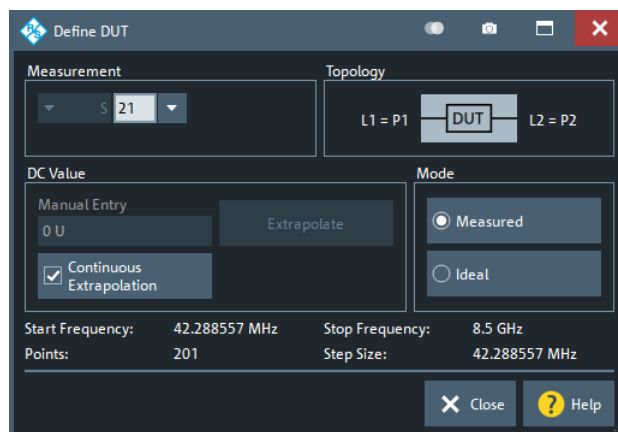 Define DUT
Measurement
S 21
Topology
L1 = P1 DUT L2 = P2
DC Value
Manual Entry
0 U
Extrapolate
Continuous
Extrapolation
Mode
Measured
Ideal
Start Frequency: 42.288557 MHz Stop Frequency: 8.5 GHz
Points: 201 Step Size: 42.288557 MHz
Close ? Help